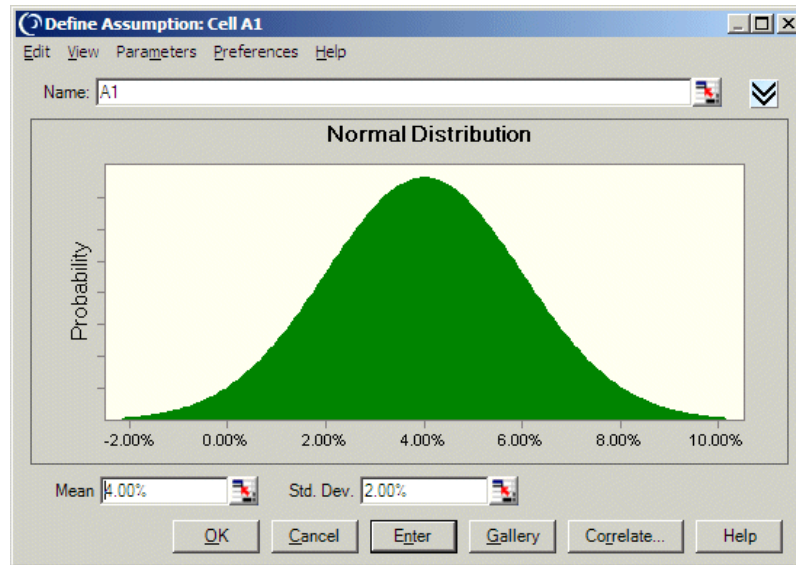 Define Assumption: Cell A1
Edit View Parameters Preferences Help
Name: A1
Normal Distribution
Probability
-2.00% 0.00% 2.00% 4.00% 6.00% 8.00% 10.00%
Mean 4.00% Std. Dev. 2.00%
OK Cancel Enter Gallery Correlate... Help